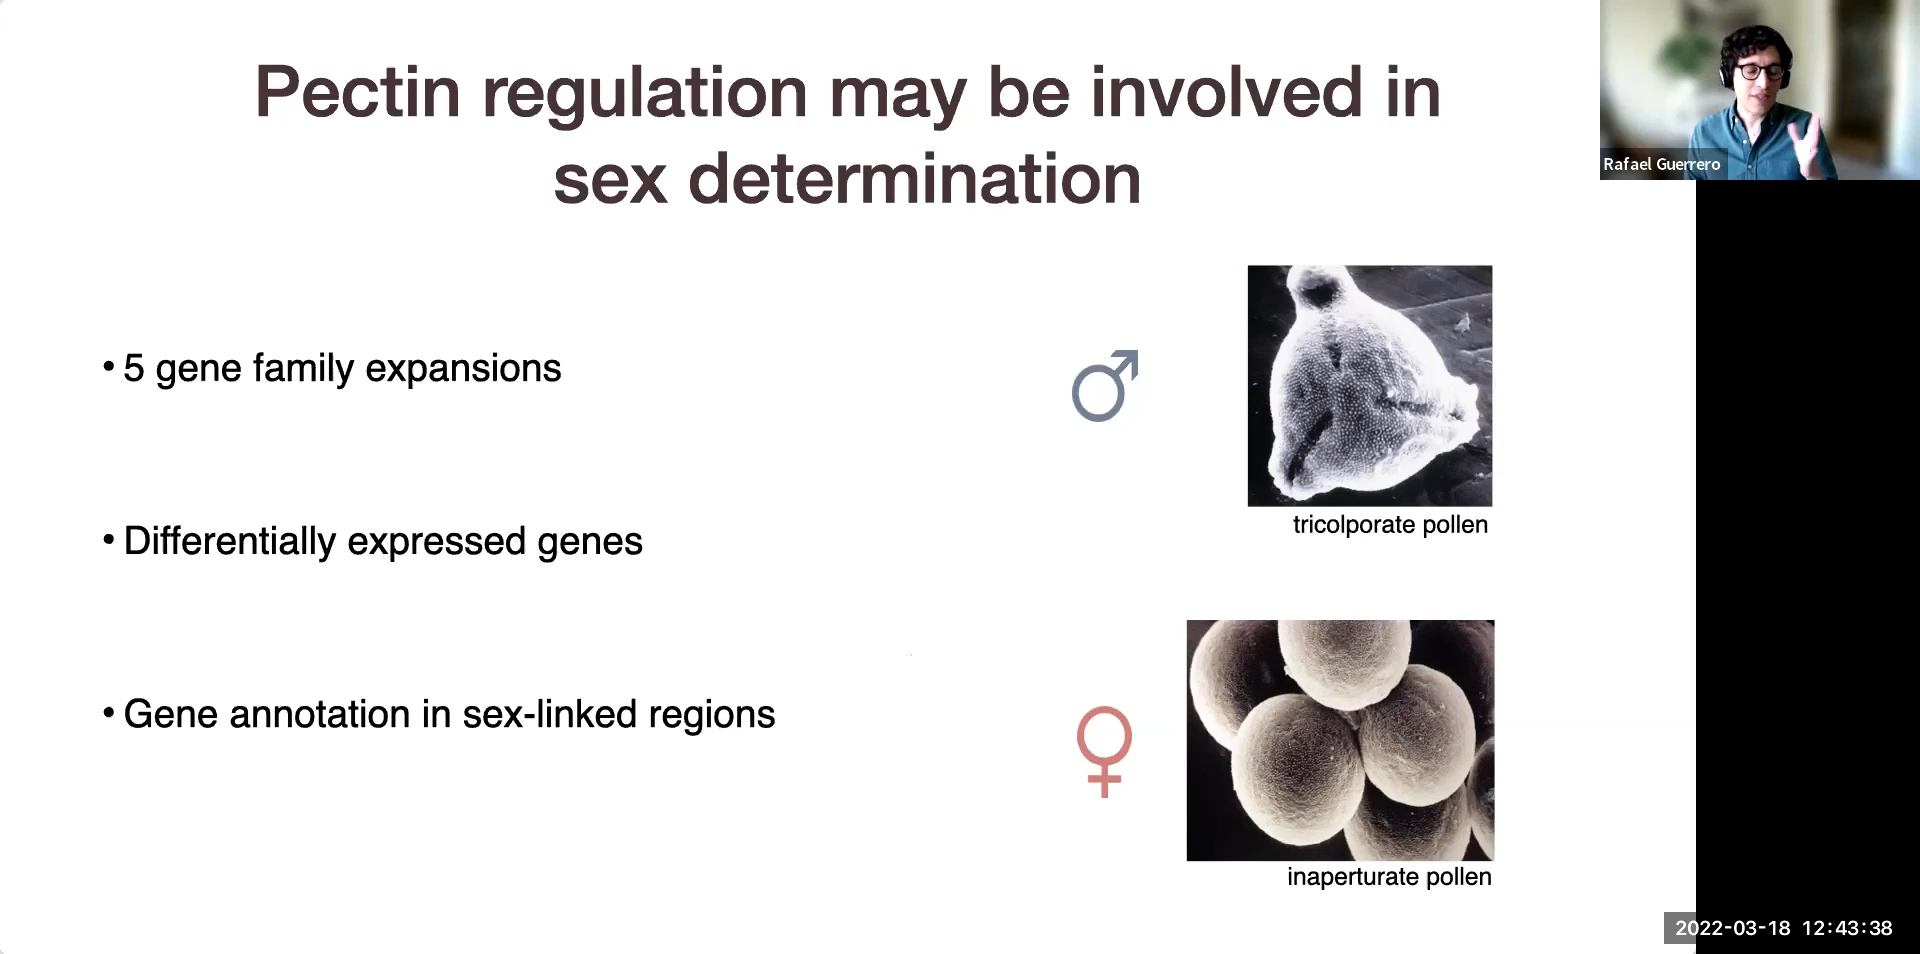 Pectin regulation may be involved in
sex determination
Rafael Guerrero
• 5 gene family expansions
• Differentially expressed genes
• Gene annotation in sex-linked regions
♂
tricolporate pollen
♀
inaperturate pollen
2022-03-18 12:43:38